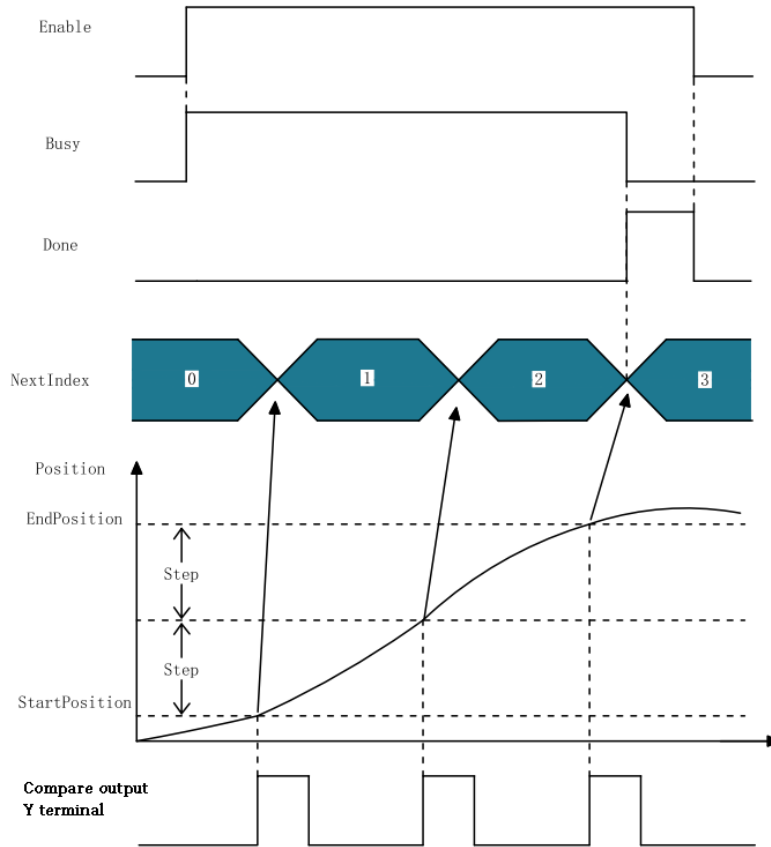 Enable
Busy
Done
NextIndex
0
1
2
3
Position
EndPosition
Step
Step
StartPosition
Compare output
Y terminal